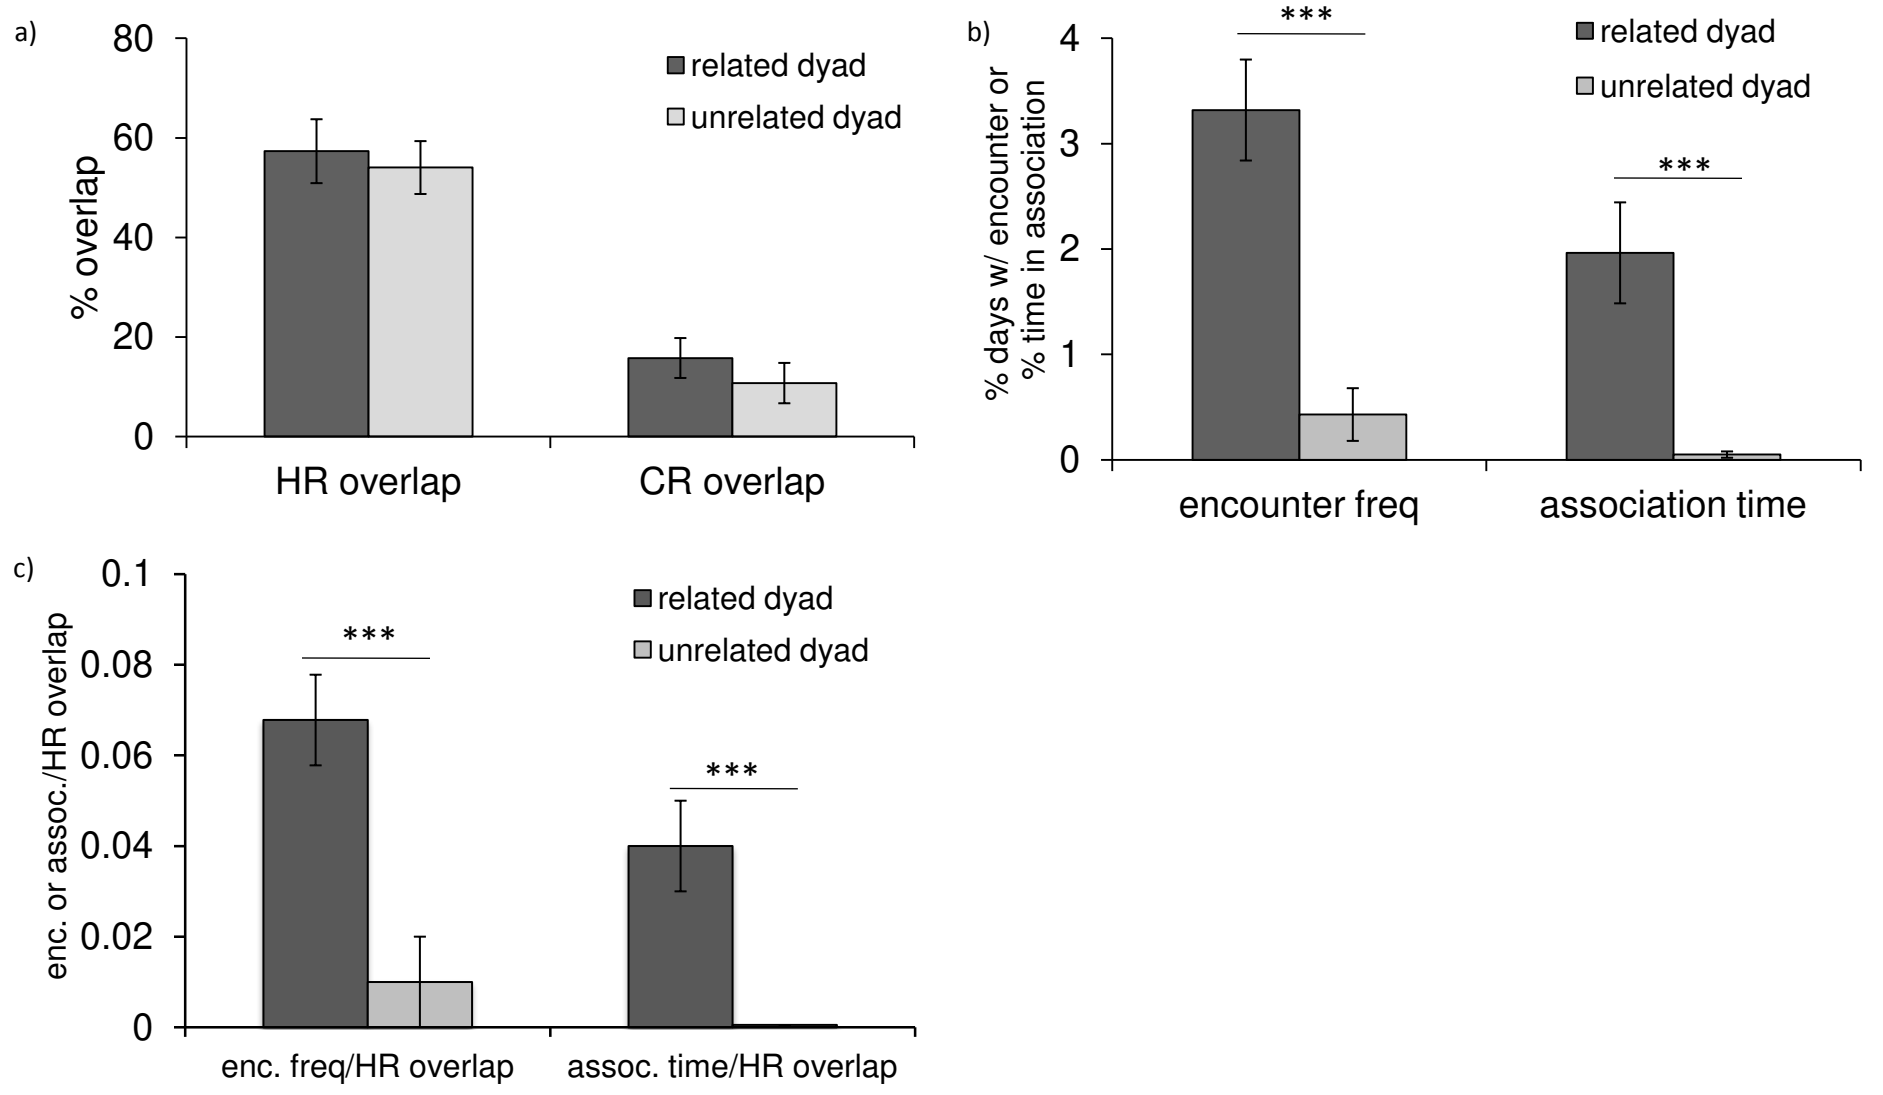 a)
80
60
40
20
0
% overlap
related dyad
unrelated dyad
HR overlap
CR overlap
b)
4
3
2
1
0
% days w/ encounter or
% time in association
***
***
related dyad
unrelated dyad
encounter freq
association time
c)
0.1
0.08
0.06
0.04
0.02
0
enc. or assoc./HR overlap
***
***
related dyad
unrelated dyad
enc. freq/HR overlap
assoc. time/HR overlap